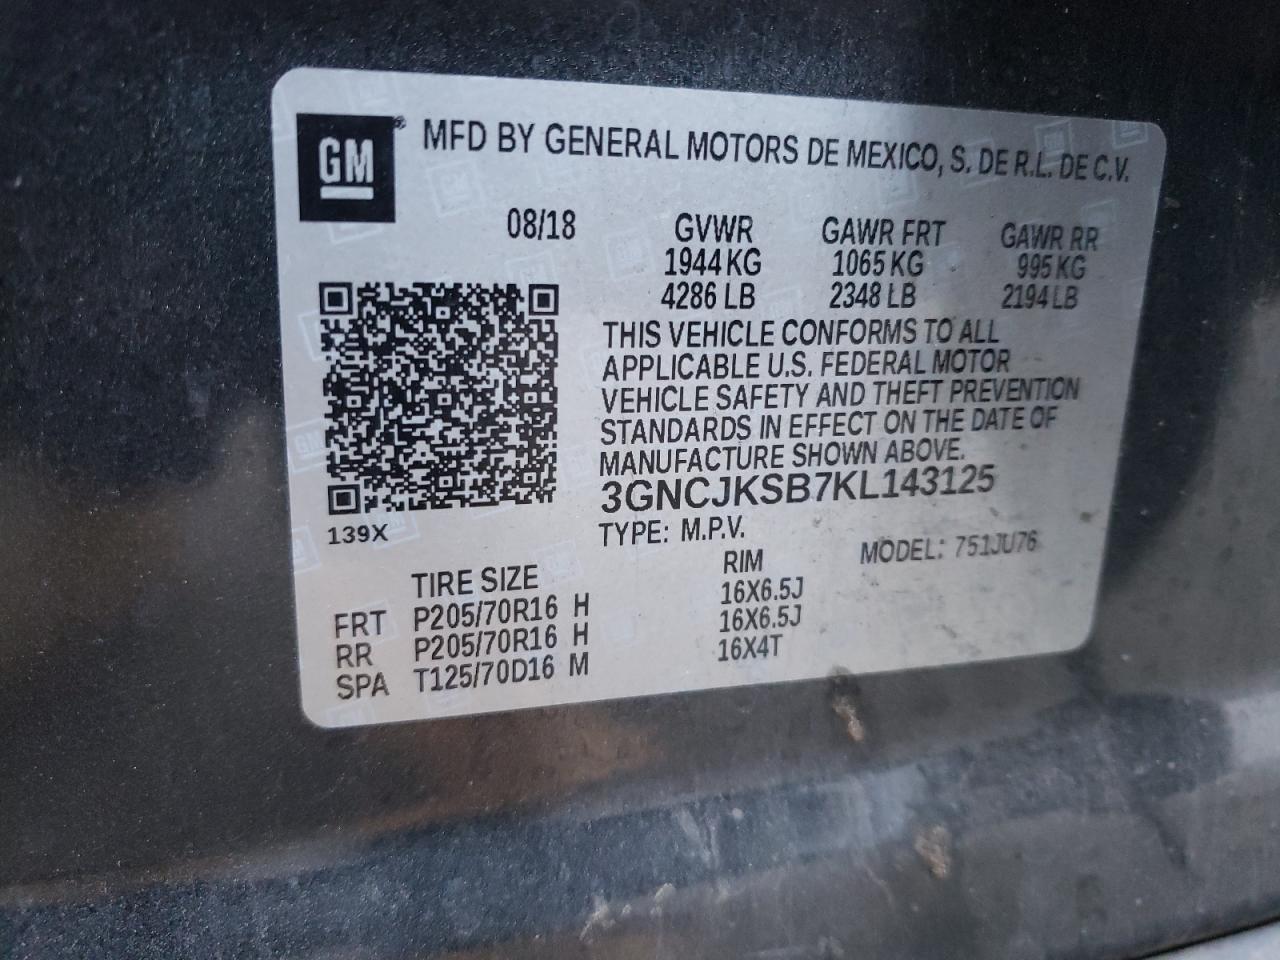 GM
MFD BY GENERAL MOTORS DE MEXICO, S. DE R.L. DE C.V.
08/18 GVWR GAWR FRT GAWR RR
1944 KG 1065 KG 995 KG
4286 LB 2348 LB 2194 LB
THIS VEHICLE CONFORMS TO ALL
APPLICABLE U.S. FEDERAL MOTOR
VEHICLE SAFETY AND THEFT PREVENTION
STANDARDS IN EFFECT ON THE DATE OF
MANUFACTURE SHOWN ABOVE.
3GNCJKSB7KL143125
139X
TYPE: M.P.V. MODEL: 751JU76
TIRE SIZE RIM
FRT P205/70R16 H 16X6.5J
RR P205/70R16 H 16X6.5J
SPA T125/70D16 M 16X4T